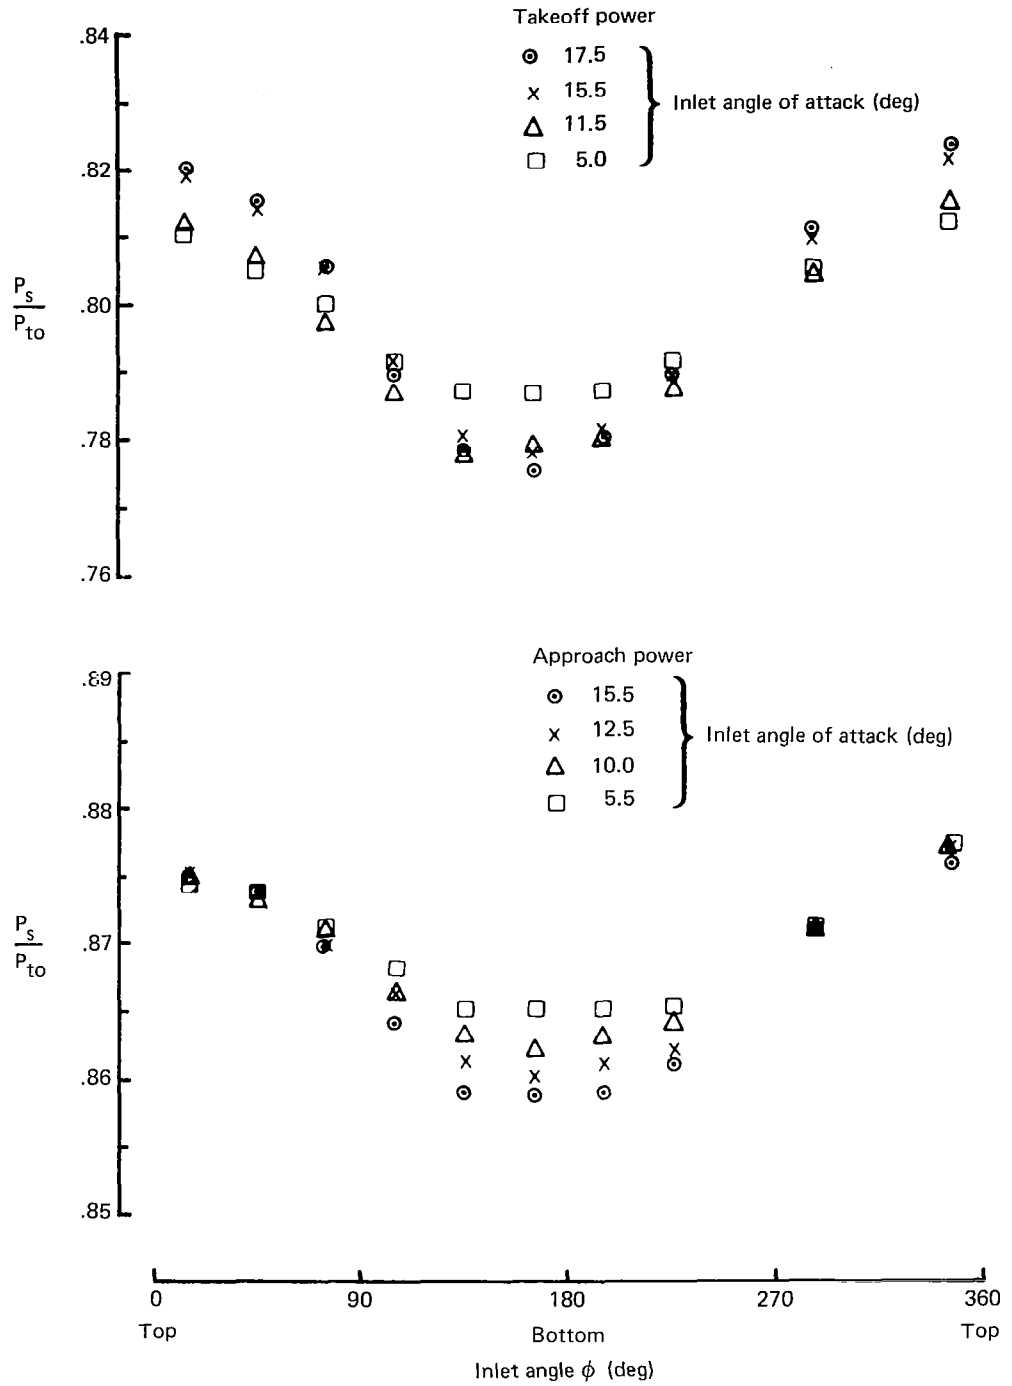 Takeoff power
.84
17.5
15.5
Inlet angle of attack (deg)
11.5
5.0
.82
.80
Ps
Pto
.78
.76
Approach power
.89
15.5
12.5
Inlet angle of attack (deg)
10.0
5.5
.88
.87
Ps
Pto
.86
.85
0 90 180 270 360
Top Bottom Top
Inlet angle ϕ (deg)